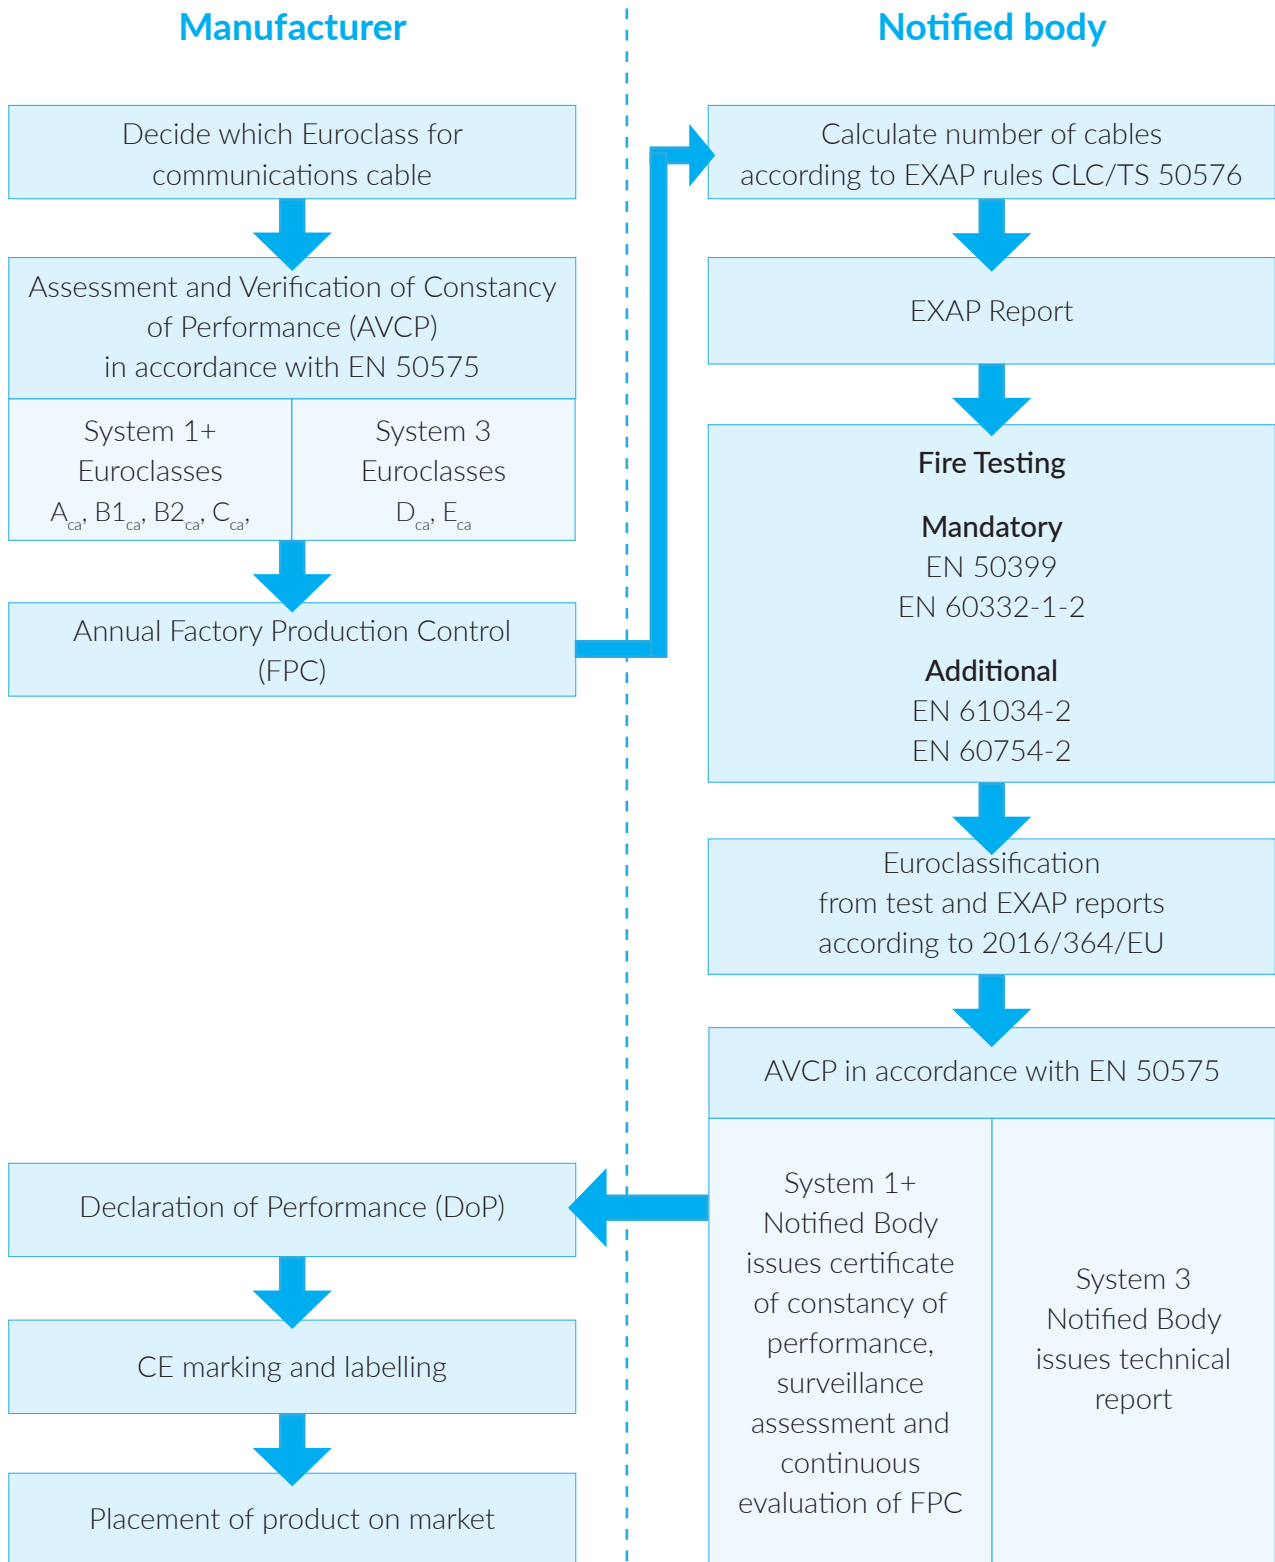 Manufacturer
Decide which Euroclass for
communications cable
Assessment and Verification of Constancy
of Performance (AVCP)
in accordance with EN 50575
System 1+
Euroclasses
Aca, B1ca, B2ca, Cca,
System 3
Euroclasses
Dca, Eca
Annual Factory Production Control
(FPC)
Notified body
Calculate number of cables
according to EXAP rules CLC/TS 50576
EXAP Report
Fire Testing
Mandatory
EN 50399
EN 60332-1-2
Additional
EN 61034-2
EN 60754-2
Euroclassification
from test and EXAP reports
according to 2016/364/EU
AVCP in accordance with EN 50575
System 1+
Notified Body
issues certificate
of constancy of
performance,
surveillance
assessment and
continuous
evaluation of FPC
System 3
Notified Body
issues technical
report
Declaration of Performance (DoP)
CE marking and labelling
Placement of product on market